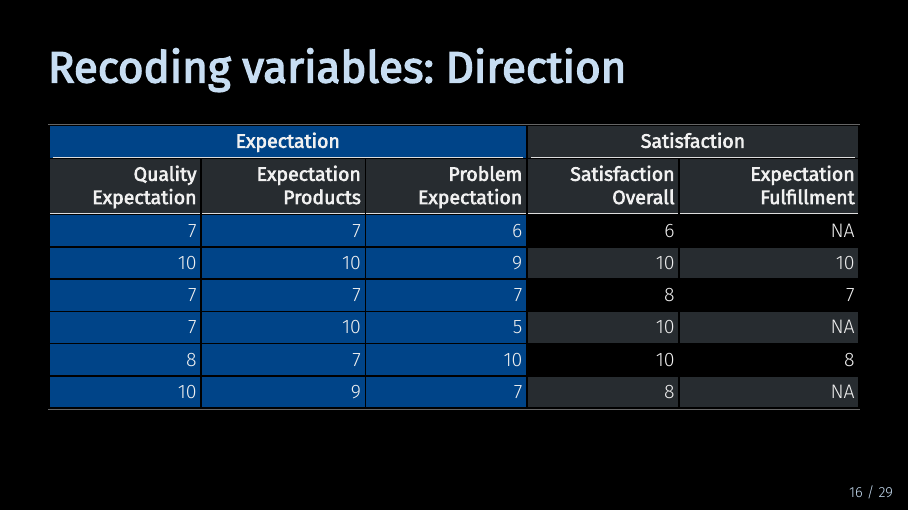 Recoding variables: Direction
Expectation Satisfaction
Quality Expectation Expectation Products Problem Expectation Satisfaction Overall Expectation Fulfillment
7 7 6 6 NA
10 10 9 10 10
7 7 7 8 7
7 10 5 10 NA
8 7 10 10 8
10 9 7 8 NA
16 / 29